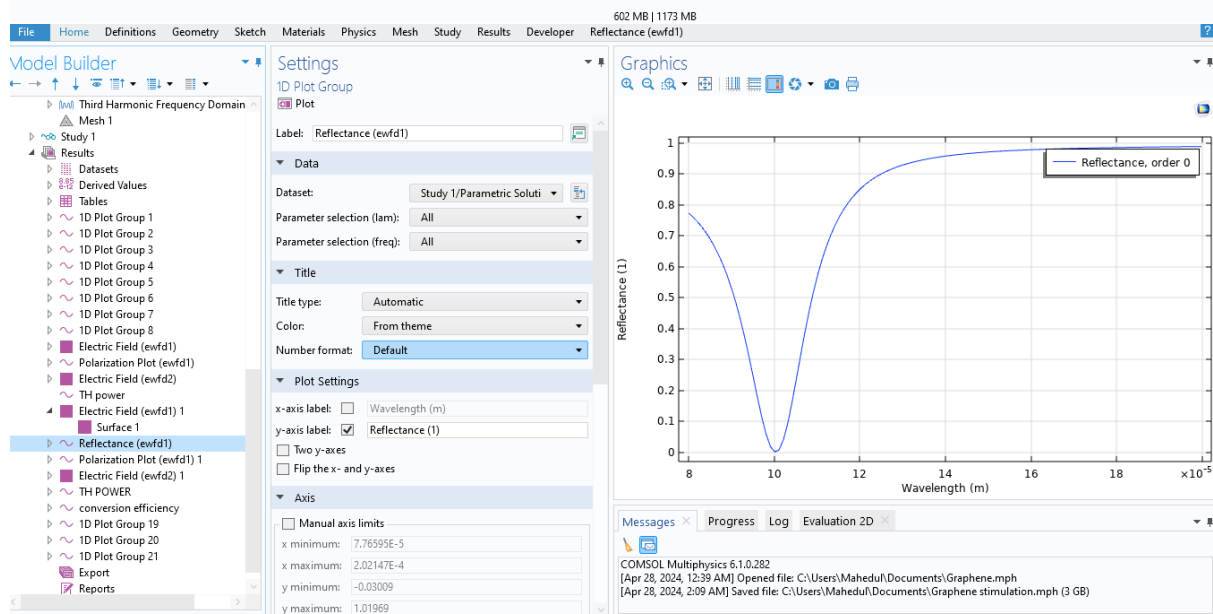 602 MB | 1173 MB
File Home Definitions Geometry Sketch Materials Physics Mesh Study Results Developer Reflectance (ewfd1) ?
Model Builder
Third Harmonic Frequency Domain
Mesh 1
Study 1
Results
Datasets
8.85 e-12 Derived Values
Tables
1D Plot Group 1
1D Plot Group 2
1D Plot Group 3
1D Plot Group 4
1D Plot Group 5
1D Plot Group 6
1D Plot Group 7
1D Plot Group 8
Electric Field (ewfd1)
Polarization Plot (ewfd1)
Electric Field (ewfd2)
TH power
Electric Field (ewfd1) 1
Surface 1
Reflectance (ewfd1)
Polarization Plot (ewfd1) 1
Electric Field (ewfd2) 1
TH POWER
conversion efficiency
1D Plot Group 19
1D Plot Group 20
1D Plot Group 21
Export
Reports
Settings
1D Plot Group
Plot
Label: Reflectance (ewfd1)
Data
Dataset: Study 1/Parametric Soluti
Parameter selection (lam): All
Parameter selection (freq): All
Title
Title type: Automatic
Color: From theme
Number format: Default
Plot Settings
x-axis label: Wavelength (m)
y-axis label: Reflectance (1)
Two y-axes
Flip the x- and y-axes
Axis
Manual axis limits
x minimum: 7.76595E-5
x maximum: 2.02147E-4
y minimum: -0.03009
y maximum: 1.01969
Graphics
Reflectance, order 0
1
0.9
0.8
0.7
0.6
0.5
0.4
0.3
0.2
0.1
0
Reflectance (1)
8 10 12 14 16 18 ×10-5
Wavelength (m)
Messages Progress Log Evaluation 2D
COMSOL Multiphysics 6.1.0.282
[Apr 28, 2024, 12:39 AM] Opened file: C:\Users\Mahedul\Documents\Graphene.mph
[Apr 28, 2024, 2:09 AM] Saved file: C:\Users\Mahedul\Documents\Graphene stimulation.mph (3 GB)